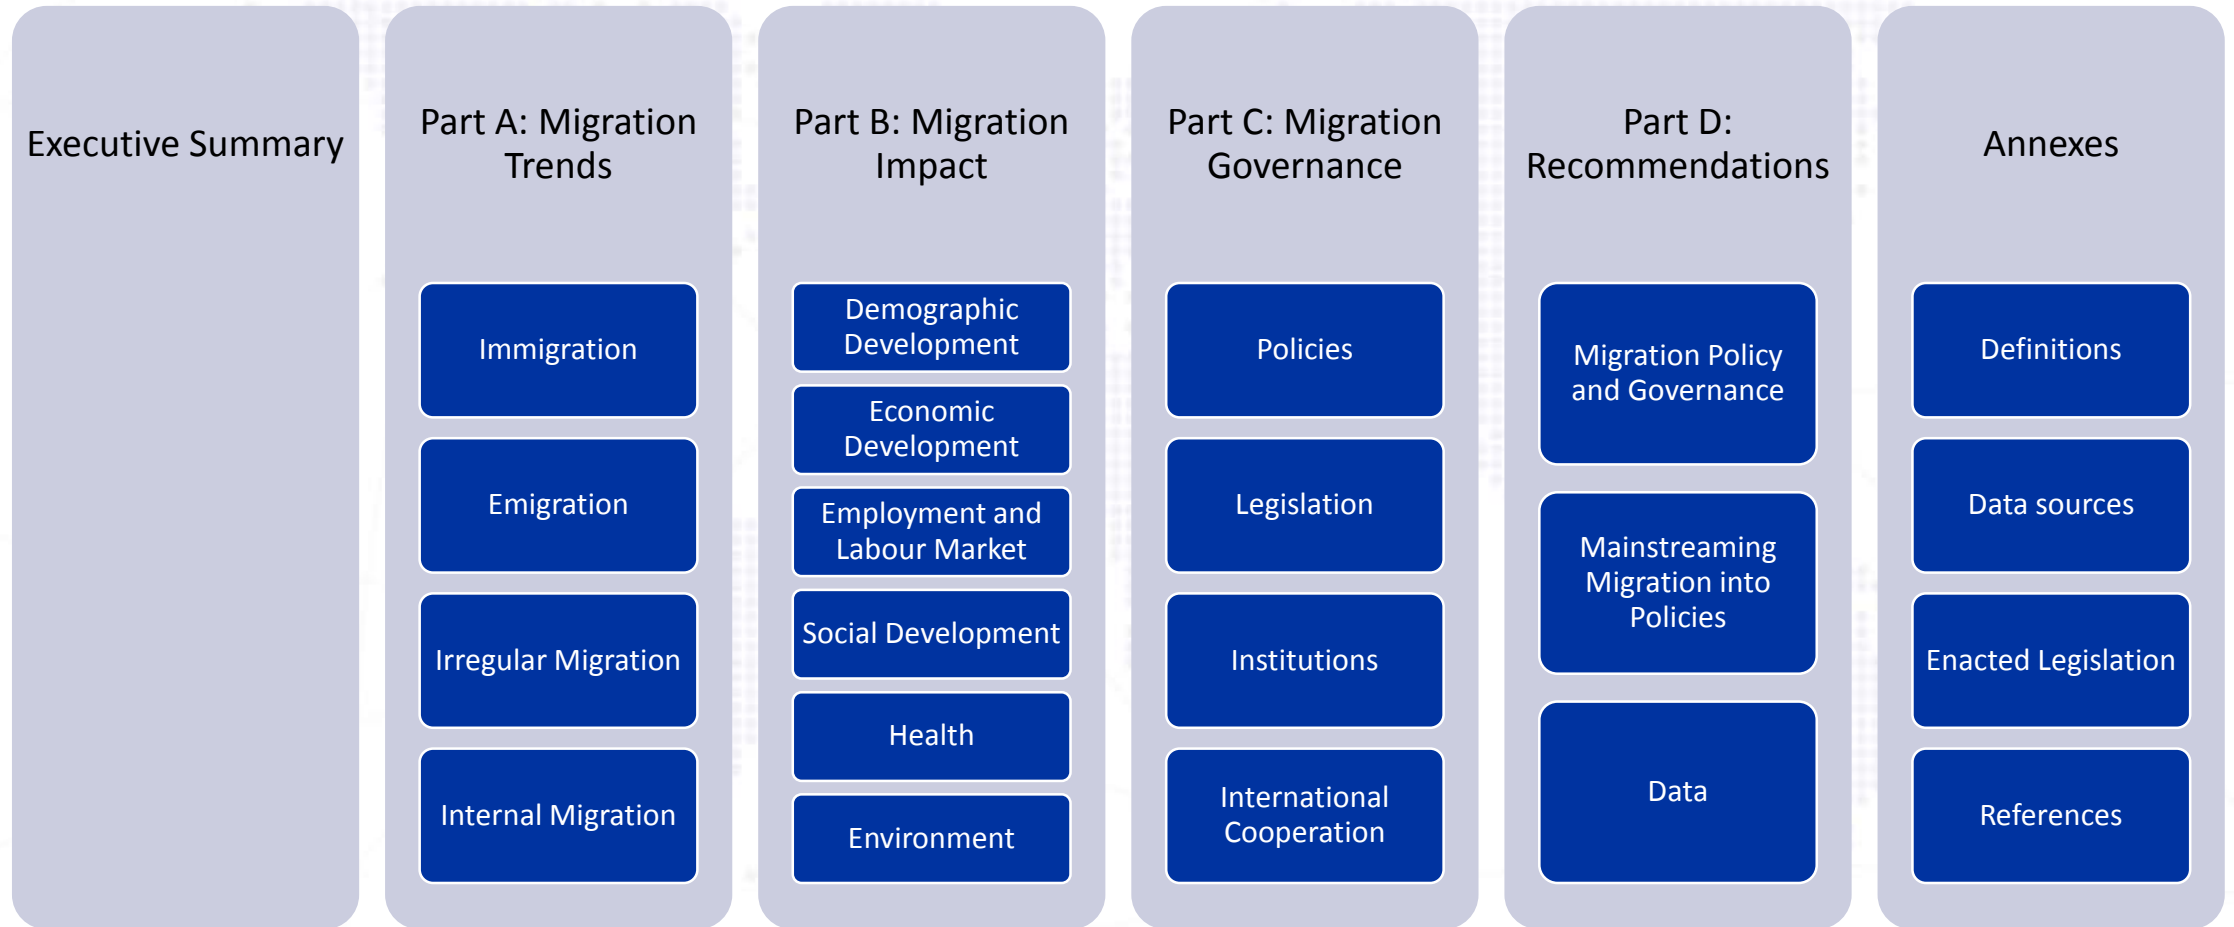 Executive Summary
Part A: Migration
Trends
Immigration
Emigration
Irregular Migration
Internal Migration
Part B: Migration
Impact
Demographic
Development
Economic
Development
Employment and
Labour Market
Social Development
Health
Environment
Part C: Migration
Governance
Policies
Legislation
Institutions
International
Cooperation
Part D:
Recommendations
Migration Policy
and Governance
Mainstreaming
Migration into
Policies
Data
Annexes
Definitions
Data sources
Enacted Legislation
References